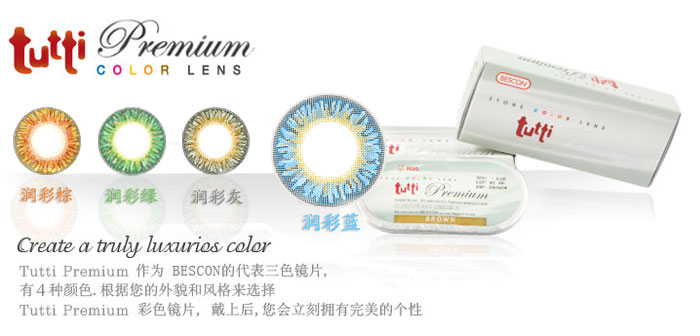 tutti Premium
COLOR LENS
BESCON
STONE COLOR LENS
tutti
润彩棕
润彩绿
润彩灰
润彩蓝
tutti Premium
BROWN
Create a truly luxurios color
Tutti Premium 作为 BESCON的代表三色镜片，
有４种颜色.根据您的外貌和风格来选择
Tutti Premium 彩色镜片，戴上后,您会立刻拥有完美的个性